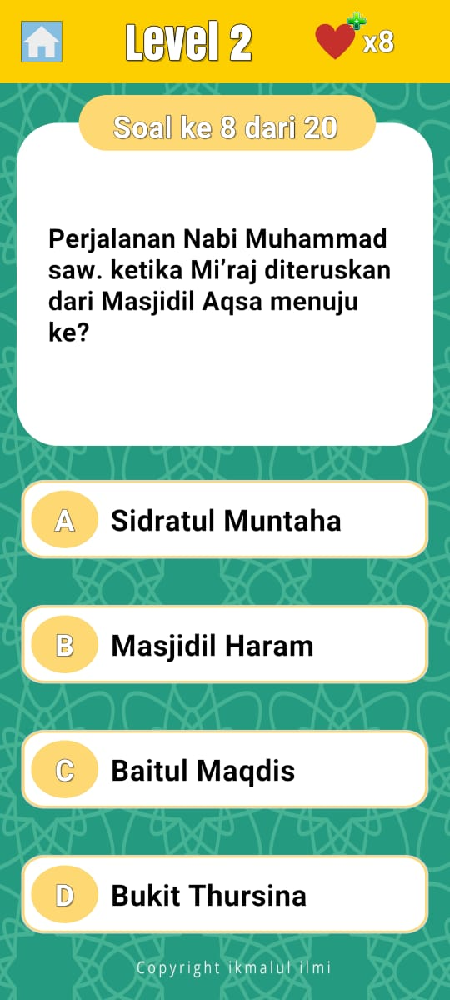 Level 2
x8
Soal ke 8 dari 20
Perjalanan Nabi Muhammad
saw. ketika Mi’raj diteruskan
dari Masjidil Aqsa menuju
ke?
A Sidratul Muntaha
B Masjidil Haram
C Baitul Maqdis
D Bukit Thursina
Copyright ikmalul ilmi